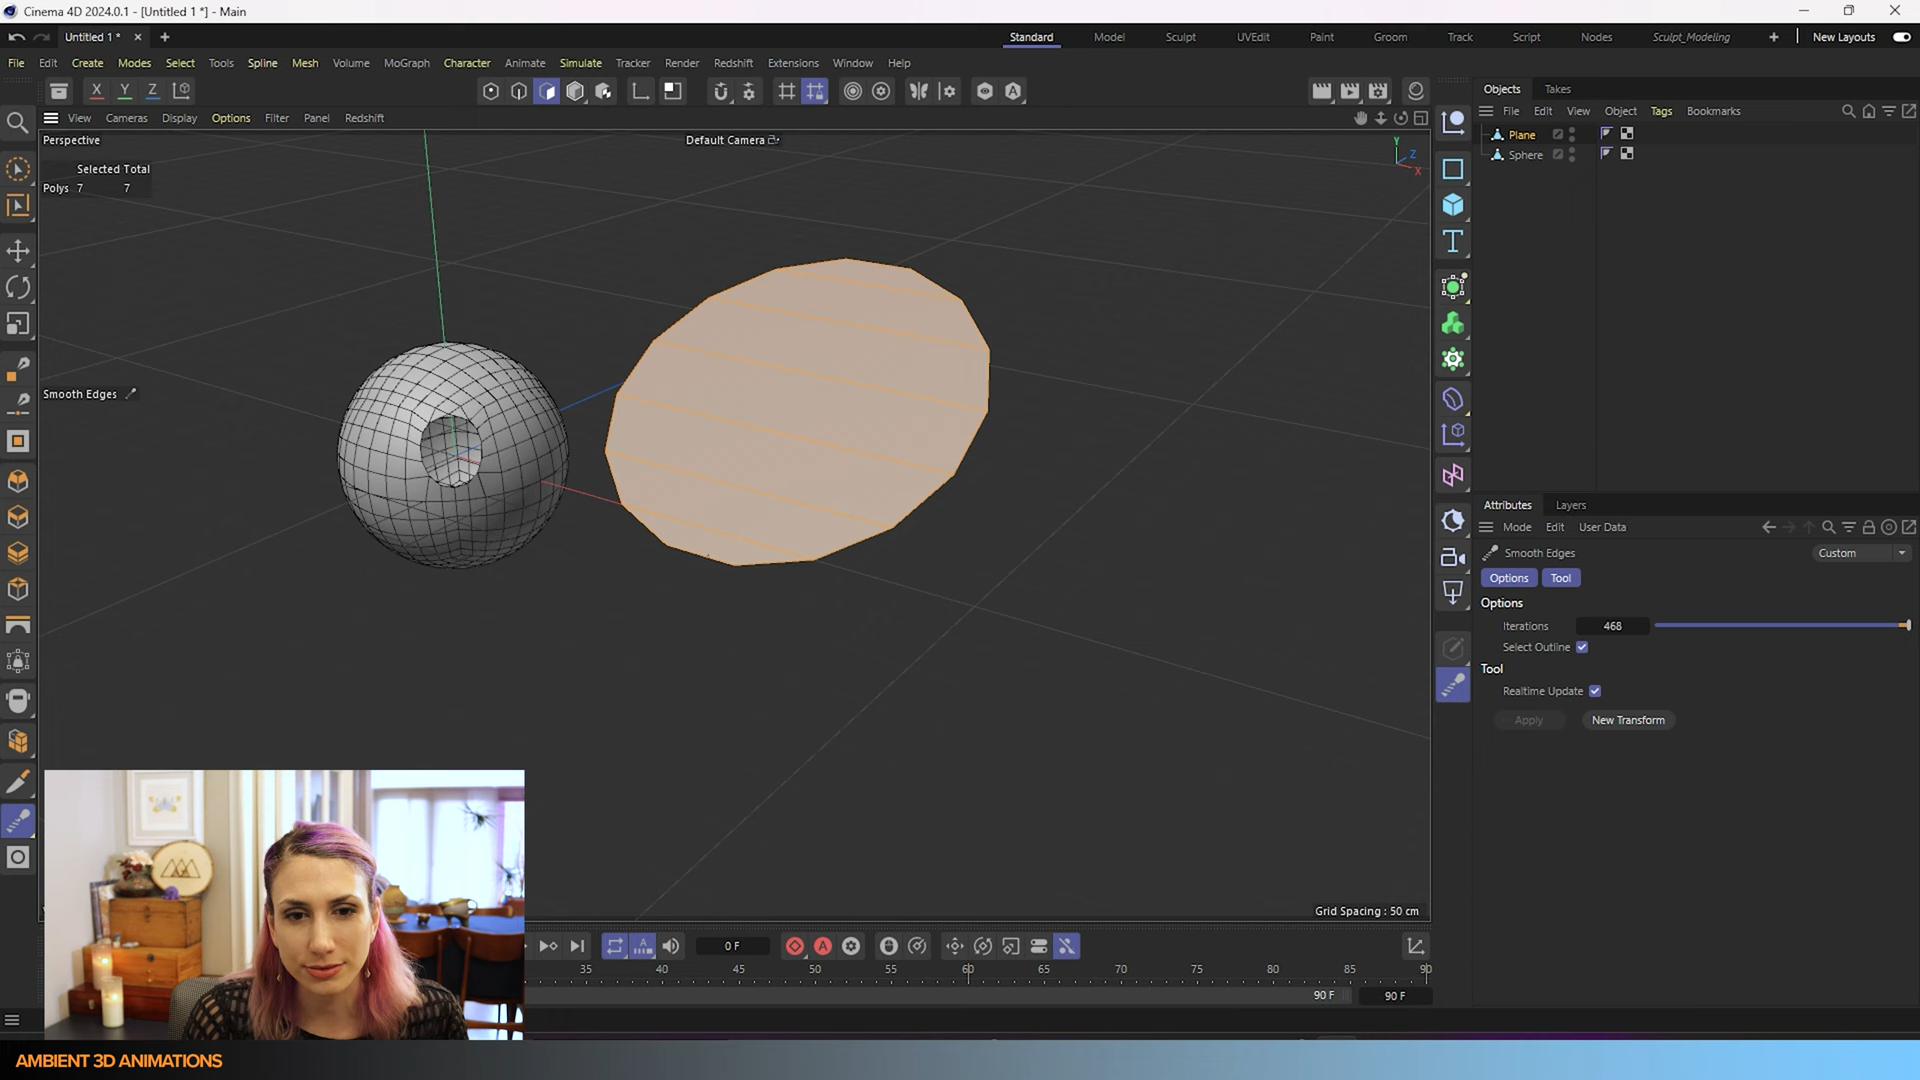 Cinema 4D 2024.0.1 - [Untitled 1 *] - Main
Untitled 1 * × +
Standard Model Sculpt UVEdit Paint Groom Track Script Nodes Sculpt_Modeling + New Layouts
File Edit Create Modes Select Tools Spline Mesh Volume MoGraph Character Animate Simulate Tracker Render Redshift Extensions Window Help
X Y Z
View Cameras Display Options Filter Panel Redshift
Perspective
Default Camera
Y
Z
X
Selected Total
Polys 7 7
Smooth Edges
Grid Spacing : 50 cm
Objects Takes
File Edit View Object Tags Bookmarks
Plane
Sphere
Attributes Layers
Mode Edit User Data
Smooth Edges Custom
Options Tool
Options
Iterations 468
Select Outline
Tool
Realtime Update
Apply New Transform
0 F
35 40 45 50 55 60 65 70 75 80 85 90
90 F 90 F
AMBIENT 3D ANIMATIONS